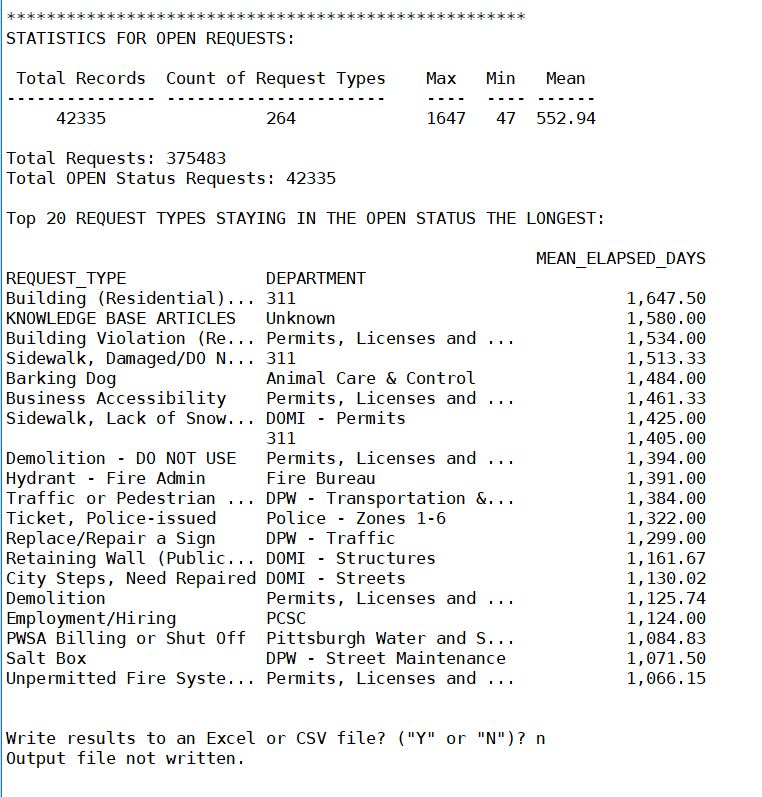 ****************************************************
STATISTICS FOR OPEN REQUESTS:
Total Records  Count of Request Types    Max   Min   Mean
--------------- ----------------------    ----  ---- ------
42335                264             1647   47  552.94
Total Requests: 375483
Total OPEN Status Requests: 42335
Top 20 REQUEST TYPES STAYING IN THE OPEN STATUS THE LONGEST:
MEAN_ELAPSED_DAYS
REQUEST_TYPE              DEPARTMENT
Building (Residential)... 311                                 1,647.50
KNOWLEDGE BASE ARTICLES   Unknown                             1,580.00
Building Violation (Re... Permits, Licenses and ...           1,534.00
Sidewalk, Damaged/DO N... 311                                 1,513.33
Barking Dog               Animal Care & Control               1,484.00
Business Accessibility    Permits, Licenses and ...           1,461.33
Sidewalk, Lack of Snow... DOMI - Permits                      1,425.00
311                                 1,405.00
Demolition - DO NOT USE   Permits, Licenses and ...           1,394.00
Hydrant - Fire Admin      Fire Bureau                         1,391.00
Traffic or Pedestrian ... DPW - Transportation &...           1,384.00
Ticket, Police-issued     Police - Zones 1-6                  1,322.00
Replace/Repair a Sign     DPW - Traffic                       1,299.00
Retaining Wall (Public... DOMI - Structures                   1,161.67
City Steps, Need Repaired DOMI - Streets                      1,130.02
Demolition                Permits, Licenses and ...           1,125.74
Employment/Hiring         PCSC                                1,124.00
PWSA Billing or Shut Off  Pittsburgh Water and S...           1,084.83
Salt Box                  DPW - Street Maintenance            1,071.50
Unpermitted Fire Syste... Permits, Licenses and ...           1,066.15
Write results to an Excel or CSV file? ("Y" or "N")? n
Output file not written.